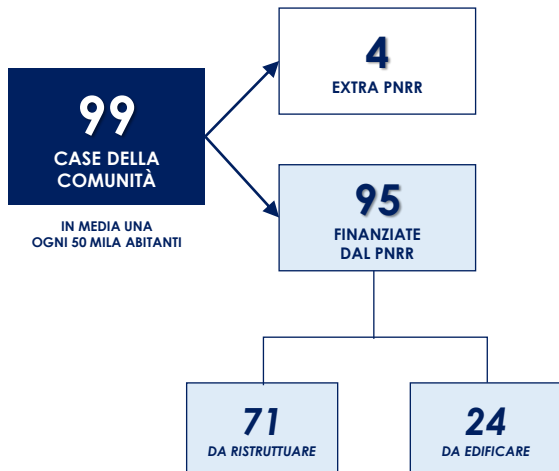 99
CASE DELLA
COMUNITÀ
IN MEDIA UNA
OGNI 50 MILA ABITANTI
4
EXTRA PNRR
95
FINANZIATE
DAL PNRR
71
DA RISTRUTTUARE
24
DA EDIFICARE